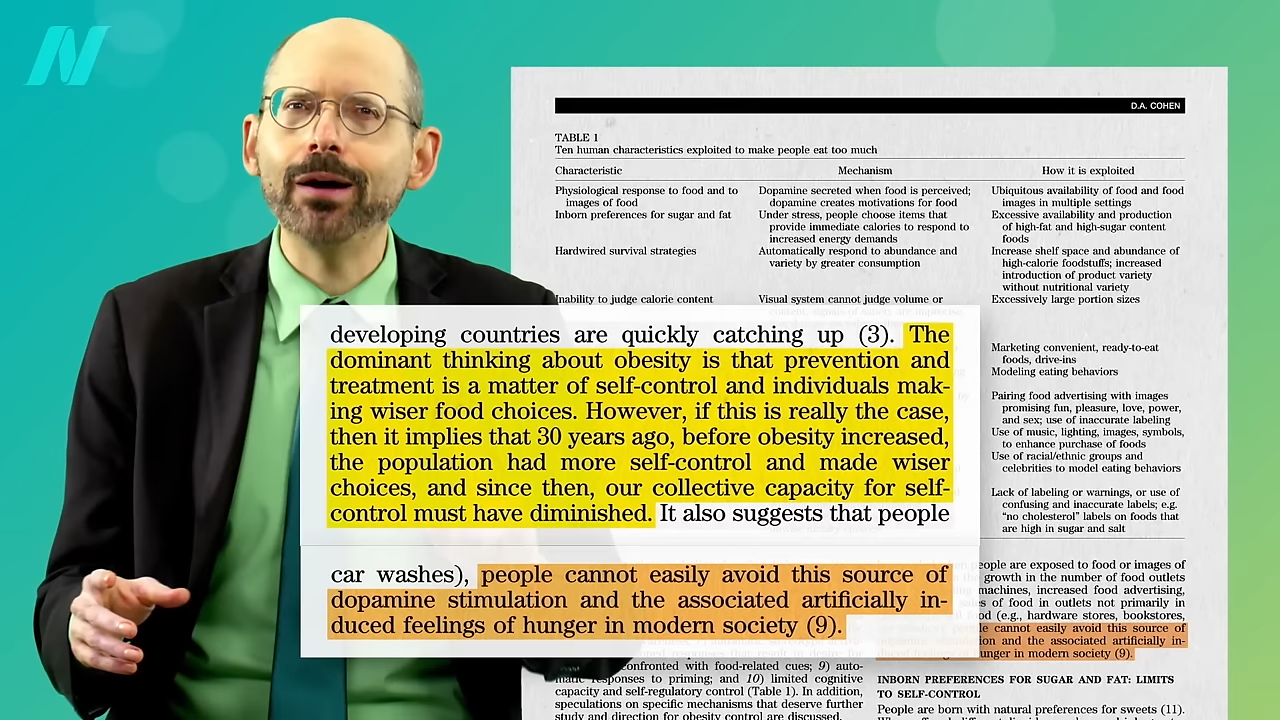 N
D.A. COHEN
TABLE 1
Ten human characteristics exploited to make people eat too much
Characteristic Mechanism How it is exploited
Physiological response to food and to images of food
Dopamine secreted when food is perceived; dopamine creates motivations for food
Ubiquitous availability of food and food images in multiple settings
Inborn preferences for sugar and fat
Under stress, people choose items that provide immediate calories to respond to increased energy demands
Excessive availability and production of high-fat and high-sugar content foods
Hardwired survival strategies
Automatically respond to abundance and variety by greater consumption
Increase shelf space and abundance of high-calorie foodstuffs; increased introduction of product variety without nutritional variety
Inability to judge calorie content
Visual system cannot judge volume or
Excessively large portion sizes
Marketing convenient, ready-to-eat
foods, drive-ins
Modeling eating behaviors
Pairing food advertising with images
promising fun, pleasure, love, power,
and sex; use of inaccurate labeling
Use of music, lighting, images, symbols,
to enhance purchase of foods
Use of racial/ethnic groups and
celebrities to model eating behaviors
Lack of labeling or warnings, or use of
confusing and inaccurate labels; e.g.
“no cholesterol” labels on foods that
are high in sugar and salt
developing countries are quickly catching up (3). The
dominant thinking about obesity is that prevention and
treatment is a matter of self-control and individuals mak-
ing wiser food choices. However, if this is really the case,
then it implies that 30 years ago, before obesity increased,
the population had more self-control and made wiser
choices, and since then, our collective capacity for self-
control must have diminished. It also suggests that people
car washes), people cannot easily avoid this source of
dopamine stimulation and the associated artificially in-
duced feelings of hunger in modern society (9).
confronted with food-related cues; 9) auto-
matic responses to priming; and 10) limited cognitive
capacity and self-regulatory control (Table 1). In addition,
speculations on specific mechanisms that deserve further
study and direction for obesity control are discussed.
people are exposed to food or images of
growth in the number of food outlets
machines, increased food advertising,
of food in outlets not primarily in
food (e.g., hardware stores, bookstores,
cannot easily avoid this source of
and the associated artificially in-
hunger in modern society (9).
INBORN PREFERENCES FOR SUGAR AND FAT: LIMITS
TO SELF-CONTROL
People are born with natural preferences for sweets (11).